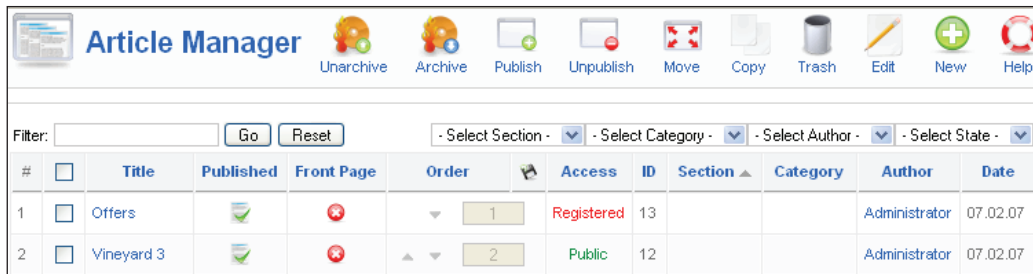 Article Manager
Unarchive Archive Publish Unpublish Move Copy Trash Edit New Help
Filter: Go Reset - Select Section - - Select Category - - Select Author - - Select State -
# Title Published Front Page Order Access ID Section Category Author Date
1 Offers 1 Registered 13 Administrator 07.02.07
2 Vineyard 3 2 Public 12 Administrator 07.02.07